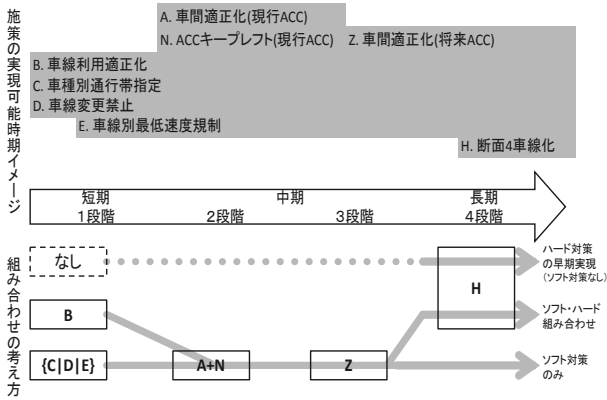 施策の実現可能時期イメージ
A. 車間適正化(現行ACC)
N. ACCキープレフト(現行ACC)
Z. 車間適正化(将来ACC)
B. 車線利用適正化
C. 車種別通行帯指定
D. 車線変更禁止
E. 車線別最低速度規制
H. 断面4車線化
短期
中期
長期
1段階
2段階
3段階
4段階
組み合わせの考え方
なし
H
ハード対策
の早期実現
(ソフト対策なし)
B
ソフト・ハード
組み合わせ
{C|D|E}
A+N
Z
ソフト対策
のみ